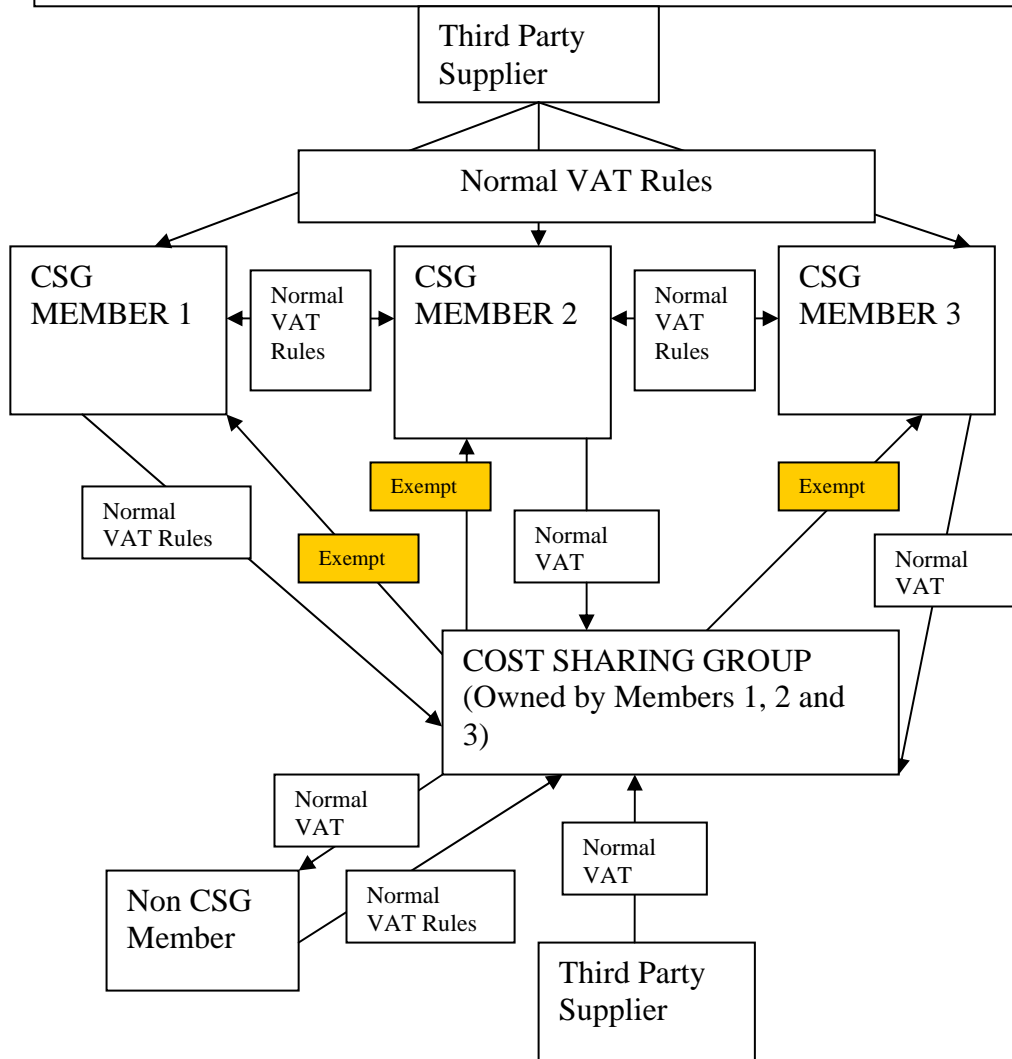 Third Party
Supplier
Normal VAT Rules
CSG
MEMBER 1
Normal
VAT
Rules
CSG
MEMBER 2
Normal
VAT
Rules
CSG
MEMBER 3
Normal
VAT Rules
Exempt
Exempt
Normal
VAT
Exempt
Normal
VAT
COST SHARING GROUP
(Owned by Members 1, 2 and
3)
Normal
VAT
Non CSG
Member
Normal
VAT Rules
Normal
VAT
Third Party
Supplier